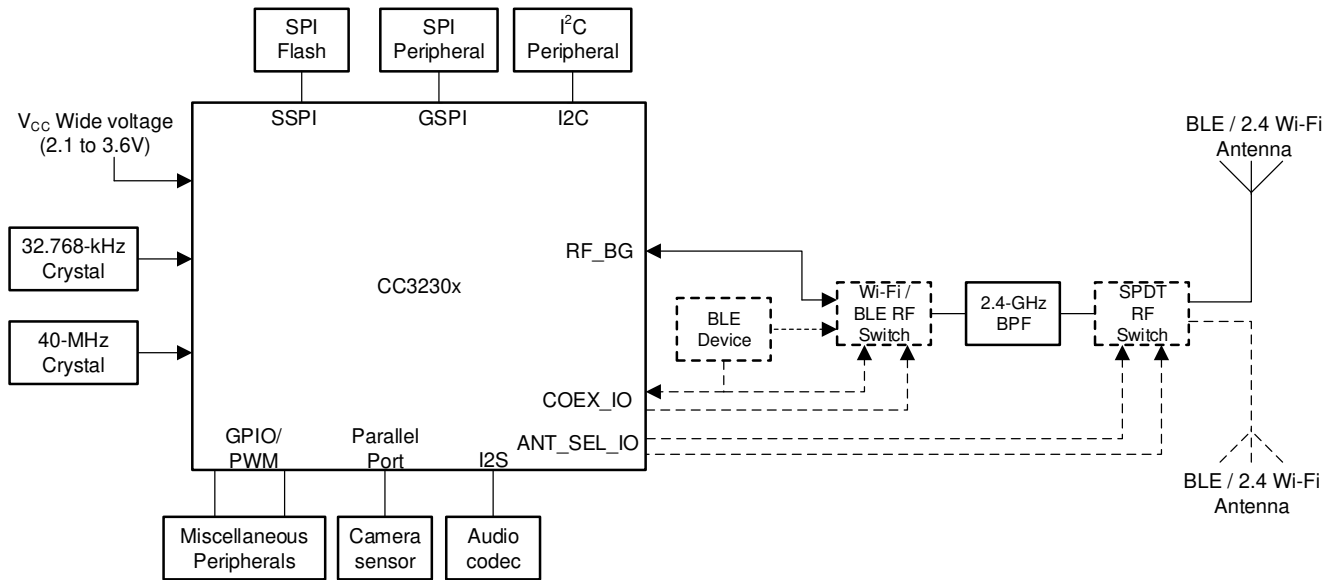 SPI
Flash
SPI
Peripheral
I²C
Peripheral
SSPI
GSPI
I2C
VCC Wide voltage
(2.1 to 3.6V)
32.768-kHz
Crystal
40-MHz
Crystal
CC3230x
RF_BG
COEX_IO
ANT_SEL_IO
GPIO/
PWM
Parallel
Port
I2S
Miscellaneous
Peripherals
Camera
sensor
Audio
codec
BLE
Device
Wi-Fi /
BLE RF
Switch
2.4-GHz
BPF
SPDT
RF
Switch
BLE / 2.4 Wi-Fi
Antenna
BLE / 2.4 Wi-Fi
Antenna